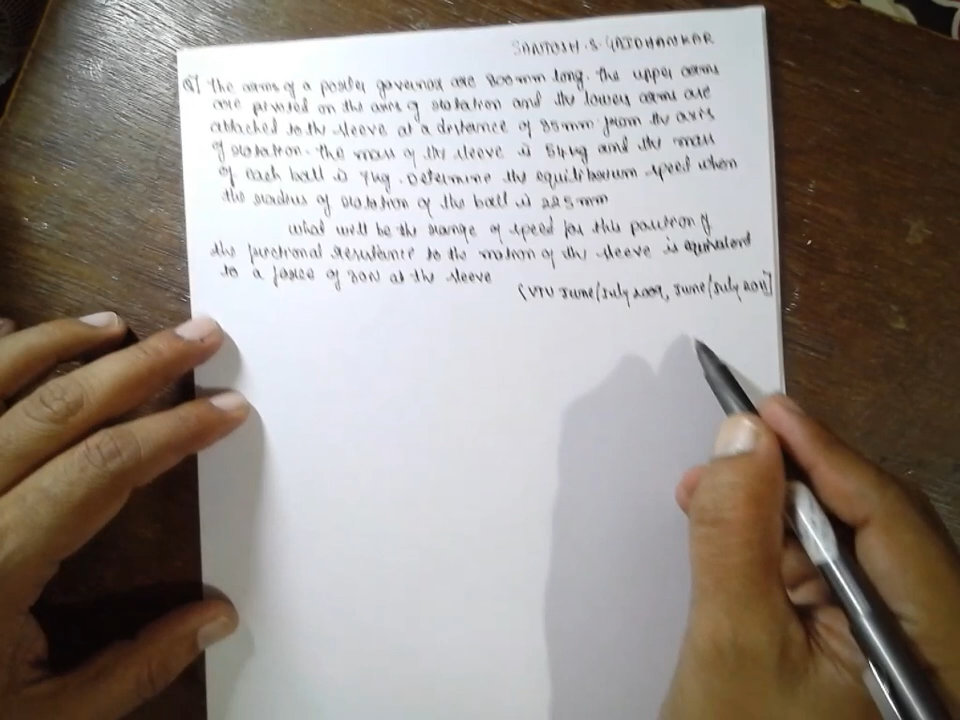 SANTOSH.S.GAJDHANKAR
Q] The arms of a porter governor are 300mm long. The upper arms
are pivoted on the axis of rotation and the lower arms are
attached to the sleeve at a distance of 35mm from the axis
of rotation. The mass of the sleeve is 54kg and the mass
of each ball is 7kg. Determine the equilibrium speed when
the radius of rotation of the ball is 225mm
What will be the range of speed for this position if
the frictional resistance to the motion of the sleeve is equivalent
to a force of 30N at the sleeve
[VTU June/July 2009, June/July 2011]